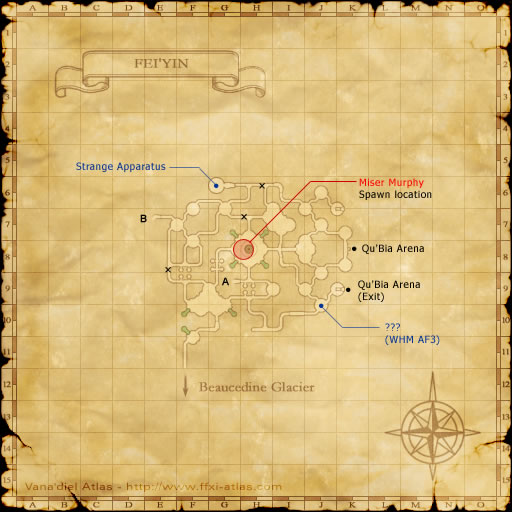 A B C D E F G H I J K L M N O
FEI'YIN
Strange Apparatus
Miser Murphy
Spawn location
B
Qu'Bia Arena
A
Qu'Bia Arena
(Exit)
???
(WHM AF3)
Beaucedine Glacier
Vana'diel Atlas - http://www.ffxi-atlas.com
A B C D E F G H I J K L M N O
1
2
3
4
5
6
7
8
9
10
11
12
13
14
15